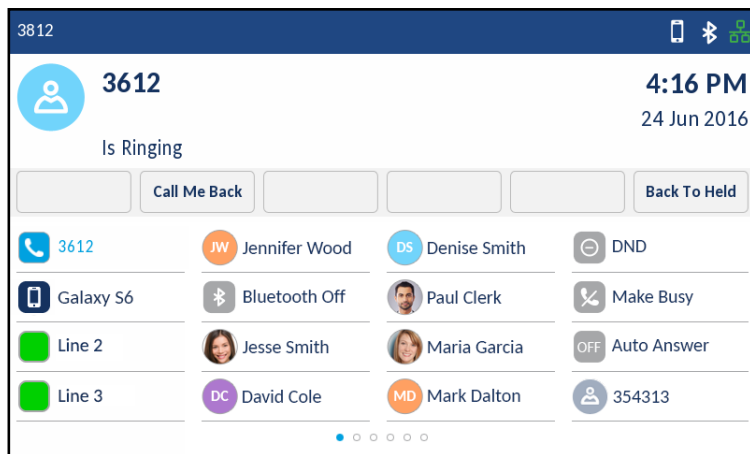 3812
3612
4:16 PM
24 Jun 2016
Is Ringing
Call Me Back
Back To Held
3612
JW Jennifer Wood
DS Denise Smith
DND
Galaxy S6
Bluetooth Off
Paul Clerk
Make Busy
Line 2
Jesse Smith
Maria Garcia
OFF Auto Answer
Line 3
DC David Cole
MD Mark Dalton
354313